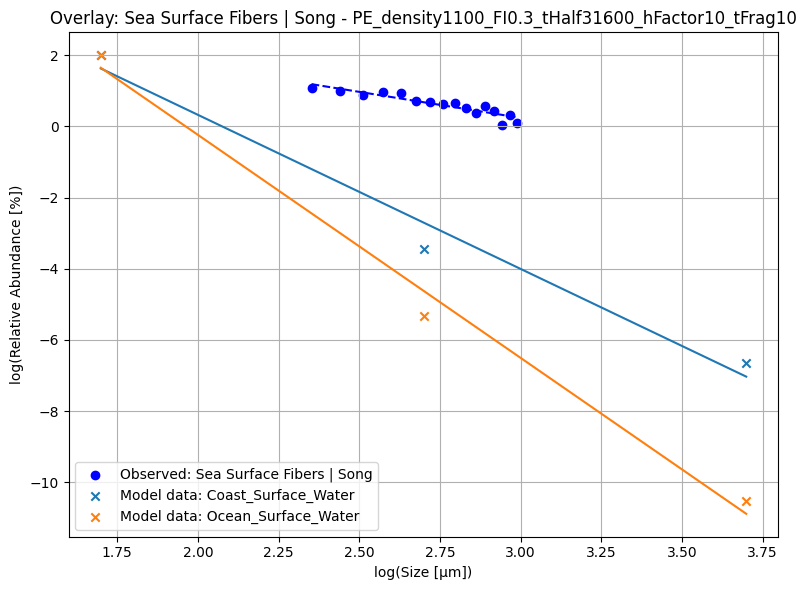 Overlay: Sea Surface Fibers | Song - PE_density1100_FI0.3_tHalf31600_hFactor10_tFrag10
log(Relative Abundance [%])
2
0
−2
−4
−6
−8
−10
Observed: Sea Surface Fibers | Song
Model data: Coast_Surface_Water
Model data: Ocean_Surface_Water
1.75 2.00 2.25 2.50 2.75 3.00 3.25 3.50 3.75
log(Size [μm])